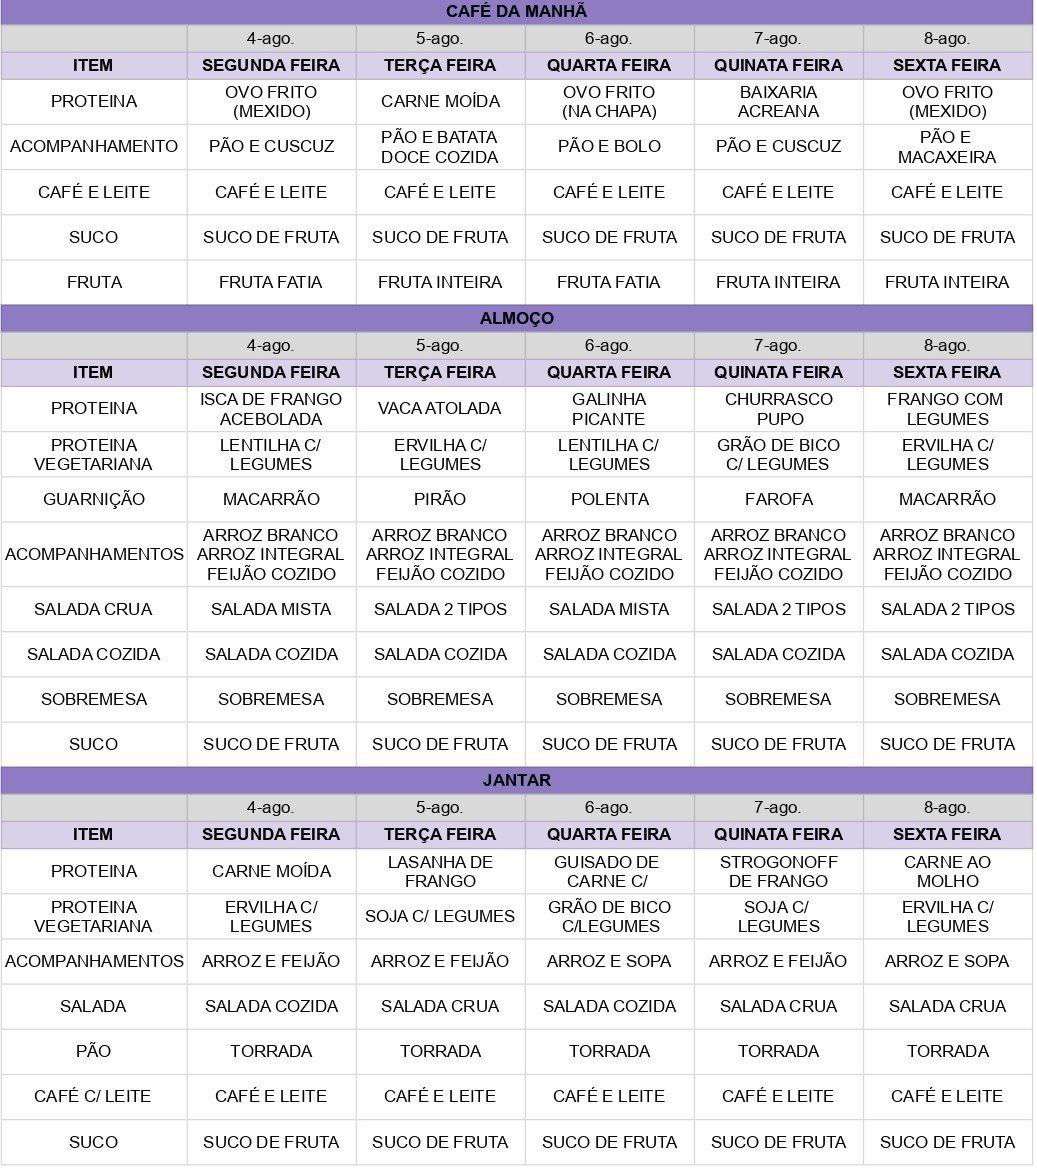 CAFÉ DA MANHÃ
4-ago. 5-ago. 6-ago. 7-ago. 8-ago.
ITEM SEGUNDA FEIRA TERÇA FEIRA QUARTA FEIRA QUINATA FEIRA SEXTA FEIRA
PROTEINA OVO FRITO (MEXIDO) CARNE MOÍDA OVO FRITO (NA CHAPA) BAIXARIA ACREANA OVO FRITO (MEXIDO)
ACOMPANHAMENTO PÃO E CUSCUZ PÃO E BATATA DOCE COZIDA PÃO E BOLO PÃO E CUSCUZ PÃO E MACAXEIRA
CAFÉ E LEITE CAFÉ E LEITE CAFÉ E LEITE CAFÉ E LEITE CAFÉ E LEITE CAFÉ E LEITE
SUCO SUCO DE FRUTA SUCO DE FRUTA SUCO DE FRUTA SUCO DE FRUTA SUCO DE FRUTA
FRUTA FRUTA FATIA FRUTA INTEIRA FRUTA FATIA FRUTA INTEIRA FRUTA INTEIRA
ALMOÇO
4-ago. 5-ago. 6-ago. 7-ago. 8-ago.
ITEM SEGUNDA FEIRA TERÇA FEIRA QUARTA FEIRA QUINATA FEIRA SEXTA FEIRA
PROTEINA ISCA DE FRANGO ACEBOLADA VACA ATOLADA GALINHA PICANTE CHURRASCO PUPO FRANGO COM LEGUMES
PROTEINA VEGETARIANA LENTILHA C/ LEGUMES ERVILHA C/ LEGUMES LENTILHA C/ LEGUMES GRÃO DE BICO C/ LEGUMES ERVILHA C/ LEGUMES
GUARNIÇÃO MACARRÃO PIRÃO POLENTA FAROFA MACARRÃO
ACOMPANHAMENTOS ARROZ BRANCO ARROZ INTEGRAL FEIJÃO COZIDO ARROZ BRANCO ARROZ INTEGRAL FEIJÃO COZIDO ARROZ BRANCO ARROZ INTEGRAL FEIJÃO COZIDO ARROZ BRANCO ARROZ INTEGRAL FEIJÃO COZIDO ARROZ BRANCO ARROZ INTEGRAL FEIJÃO COZIDO
SALADA CRUA SALADA MISTA SALADA 2 TIPOS SALADA MISTA SALADA 2 TIPOS SALADA 2 TIPOS
SALADA COZIDA SALADA COZIDA SALADA COZIDA SALADA COZIDA SALADA COZIDA SALADA COZIDA
SOBREMESA SOBREMESA SOBREMESA SOBREMESA SOBREMESA SOBREMESA
SUCO SUCO DE FRUTA SUCO DE FRUTA SUCO DE FRUTA SUCO DE FRUTA SUCO DE FRUTA
JANTAR
4-ago. 5-ago. 6-ago. 7-ago. 8-ago.
ITEM SEGUNDA FEIRA TERÇA FEIRA QUARTA FEIRA QUINATA FEIRA SEXTA FEIRA
PROTEINA CARNE MOÍDA LASANHA DE FRANGO GUISADO DE CARNE C/ STROGONOFF DE FRANGO CARNE AO MOLHO
PROTEINA VEGETARIANA ERVILHA C/ LEGUMES SOJA C/ LEGUMES GRÃO DE BICO C/LEGUMES SOJA C/ LEGUMES ERVILHA C/ LEGUMES
ACOMPANHAMENTOS ARROZ E FEIJÃO ARROZ E FEIJÃO ARROZ E SOPA ARROZ E FEIJÃO ARROZ E SOPA
SALADA SALADA COZIDA SALADA CRUA SALADA COZIDA SALADA CRUA SALADA CRUA
PÃO TORRADA TORRADA TORRADA TORRADA TORRADA
CAFÉ C/ LEITE CAFÉ E LEITE CAFÉ E LEITE CAFÉ E LEITE CAFÉ E LEITE CAFÉ E LEITE
SUCO SUCO DE FRUTA SUCO DE FRUTA SUCO DE FRUTA SUCO DE FRUTA SUCO DE FRUTA